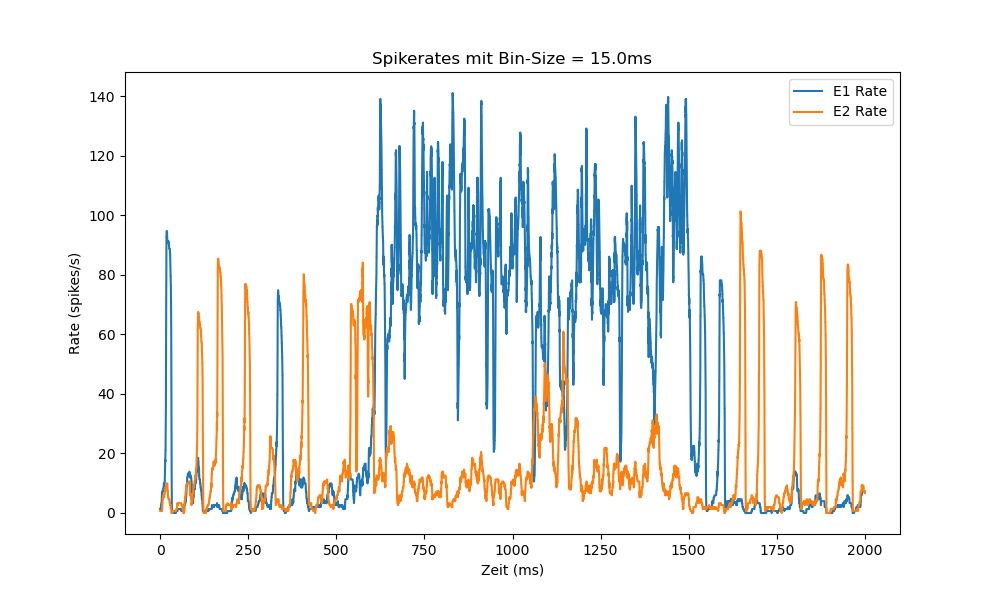 Spikerates mit Bin-Size = 15.0ms
E1 Rate
E2 Rate
Rate (spikes/s)
140
120
100
80
60
40
20
0
0 250 500 750 1000 1250 1500 1750 2000
Zeit (ms)